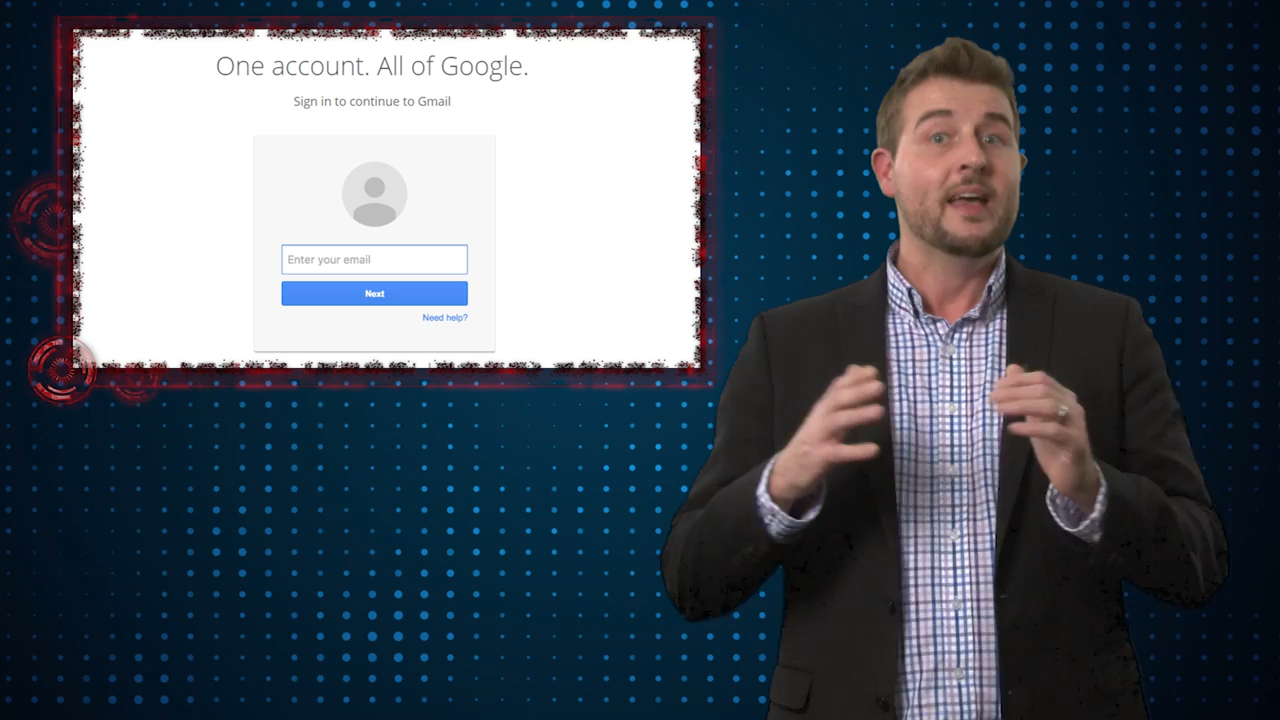 One account. All of Google.
Sign in to continue to Gmail
Enter your email
Next
Need help?